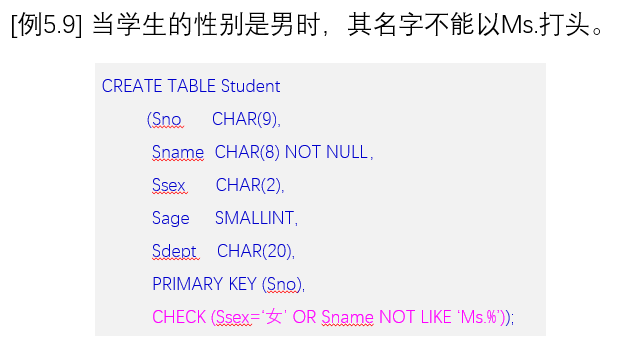 [例5.9] 当学生的性别是男时，其名字不能以Ms.打头。
CREATE TABLE Student
(Sno CHAR(9),
Sname CHAR(8) NOT NULL,
Ssex CHAR(2),
Sage SMALLINT,
Sdept CHAR(20),
PRIMARY KEY (Sno),
CHECK (Ssex=‘女’ OR Sname NOT LIKE ‘Ms.%’));